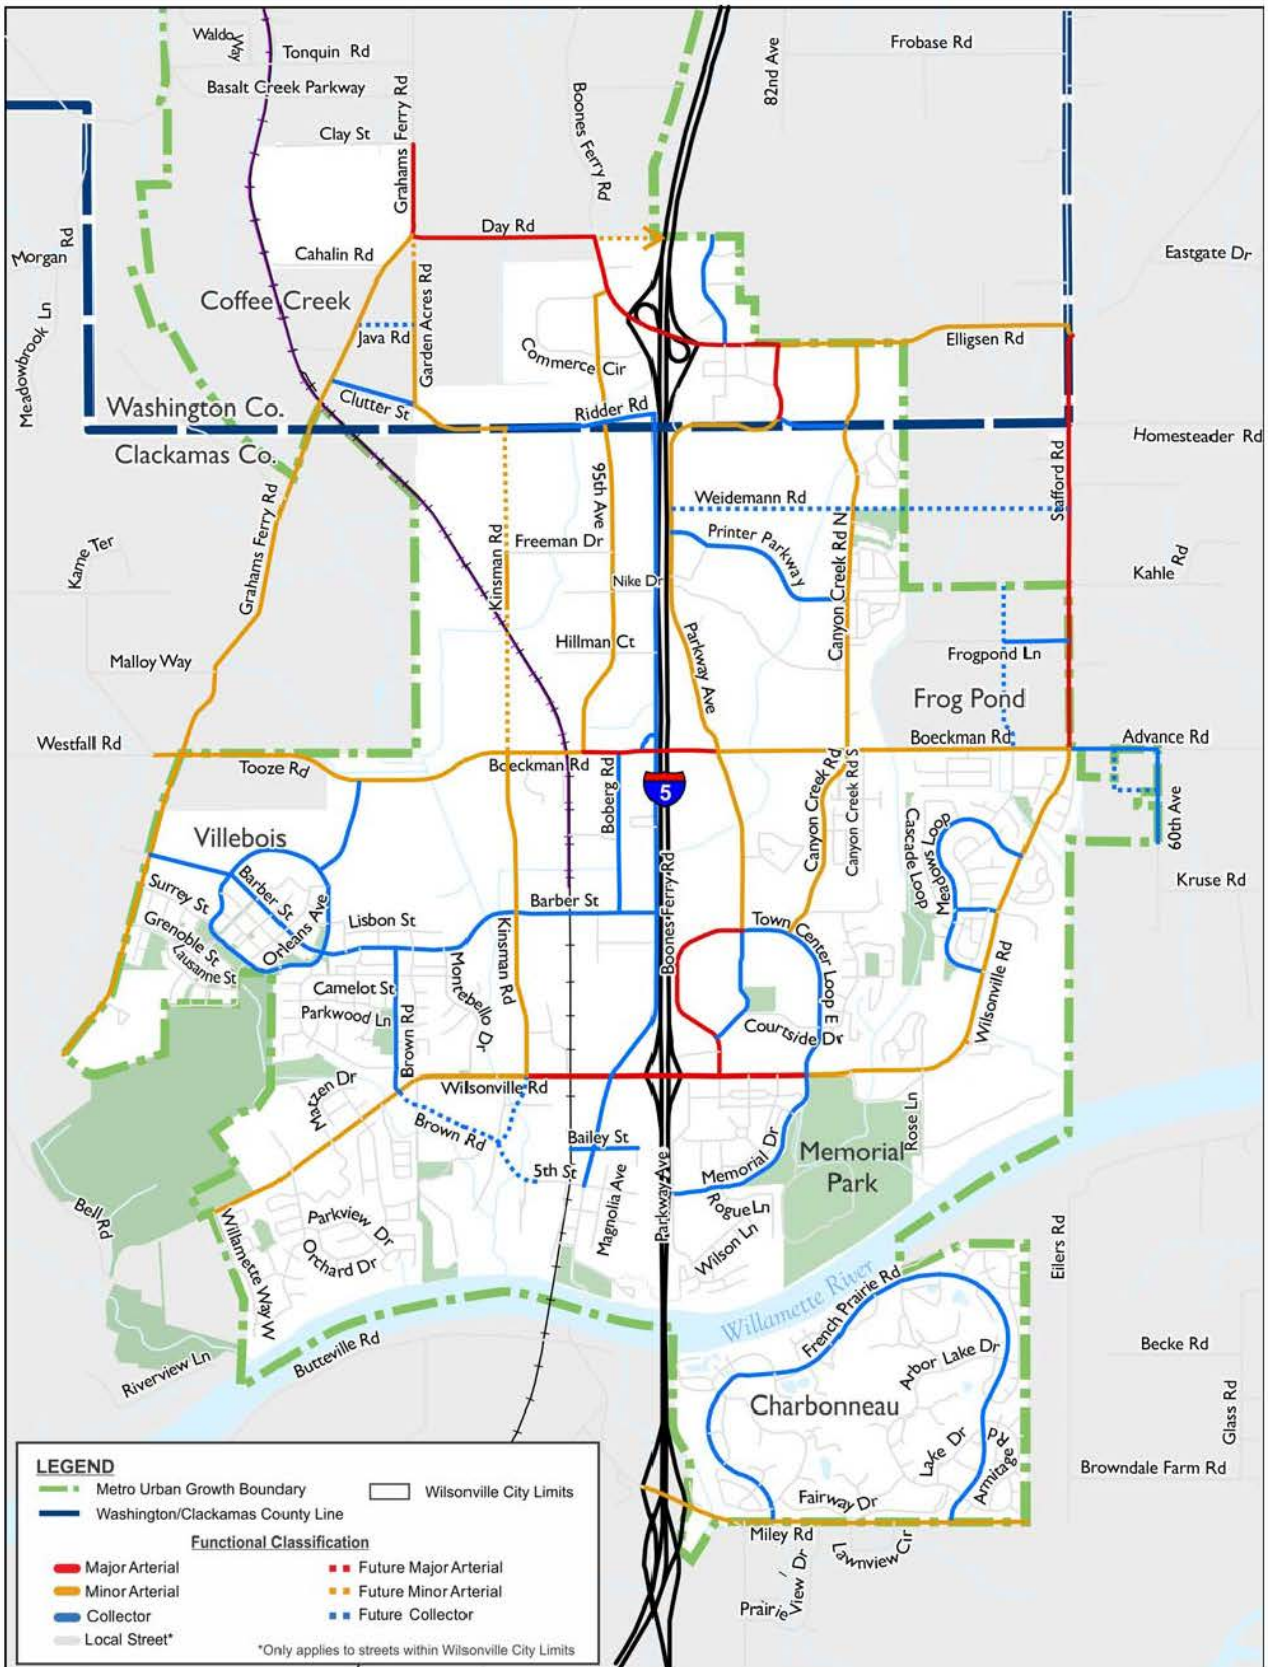 Waldo Way
Tonquin Rd
Basalt Creek Parkway
Clay St
Grahams Ferry Rd
Boones Ferry Rd
82nd Ave
Frobase Rd
Day Rd
Morgan Rd
Cahalin Rd
Eastgate Dr
Coffee Creek
Garden Acres Rd
Meadowbrook Ln
Java Rd
Commerce Cir
Elligsen Rd
Clutter St
Ridder Rd
Washington Co.
Clackamas Co.
Homesteader Rd
Stafford Rd
95th Ave
Weidemann Rd
Grahams Ferry Rd
Kinsman Rd
Freeman Dr
Printer Parkway
Canyon Creek Rd N
Kame Ter
Nike Dr
Kahle Rd
Hillman Ct
Parkway Ave
Malloy Way
Frogpond Ln
Frog Pond
Westfall Rd
Tooze Rd
Boeckman Rd
Boeckman Rd
Advance Rd
Boberg Rd
5
Canyon Creek Rd
Canyon Creek Rd S
Cascade Loop
Meadows Loop
60th Ave
Villebois
Surrey St
Barber St
Orleans Ave
Grenoble St
Lausanne St
Lisbon St
Barber St
Boones Ferry Rd
Kruse Rd
Town Center Loop E
Kinsman Rd
Montebello Dr
Camelot St
Parkwood Ln
Brown Rd
Courtside Dr
Wilsonville Rd
Wilsonville Rd
Matzen Dr
Brown Rd
Bailey St
5th St
Magnolia Ave
Parkway Ave
Memorial Dr
Memorial
Park
Rose Ln
Rogue Ln
Wilson Ln
Bell Rd
Willamette Way W
Parkview Dr
Orchard Dr
Eilers Rd
Willamette River
French Prairie Rd
Riverview Ln
Butteville Rd
Arbor Lake Dr
Becke Rd
Charbonneau
Glass Rd
Lake Dr
Armitage Rd
Browndale Farm Rd
Fairway Dr
Miley Rd
Lawnview Cir
Prairie View Dr
LEGEND
Metro Urban Growth Boundary
Wilsonville City Limits
Washington/Clackamas County Line
Functional Classification
Major Arterial
Future Major Arterial
Minor Arterial
Future Minor Arterial
Collector
Future Collector
Local Street*
*Only applies to streets within Wilsonville City Limits